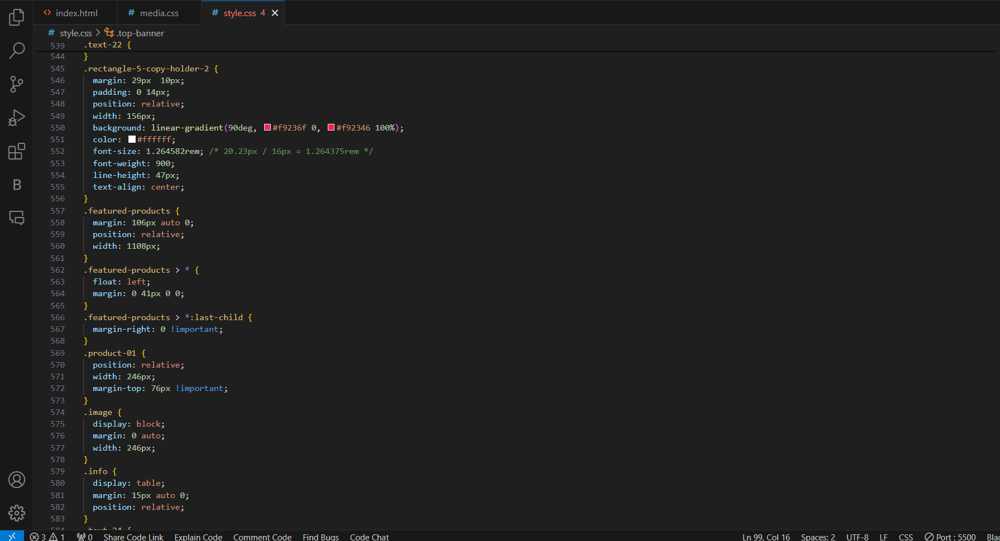 index.html
media.css
style.css 4
style.css > .top-banner
539 .text-22 {
544 }
545 .rectangle-5-copy-holder-2 {
546 margin: 29px  10px;
547 padding: 0 14px;
548 position: relative;
549 width: 156px;
550 background: linear-gradient(90deg, #f9236f 0, #f92346 100%);
551 color: #ffffff;
552 font-size: 1.264582rem; /* 20.23px / 16px = 1.264375rem */
553 font-weight: 900;
554 line-height: 47px;
555 text-align: center;
556 }
557 .featured-products {
558 margin: 106px auto 0;
559 position: relative;
560 width: 1108px;
561 }
562 .featured-products > * {
563 float: left;
564 margin: 0 41px 0 0;
565 }
566 .featured-products > *:last-child {
567 margin-right: 0 !important;
568 }
569 .product-01 {
570 position: relative;
571 width: 246px;
572 margin-top: 76px !important;
573 }
574 .image {
575 display: block;
576 margin: 0 auto;
577 width: 246px;
578 }
579 .info {
580 display: table;
581 margin: 15px auto 0;
582 position: relative;
583 }
584 .text-24 {
B
3 1 0 Share Code Link Explain Code Comment Code Find Bugs Code Chat Ln 99, Col 16 Spaces: 2 UTF-8 LF CSS Port : 5500 Blac